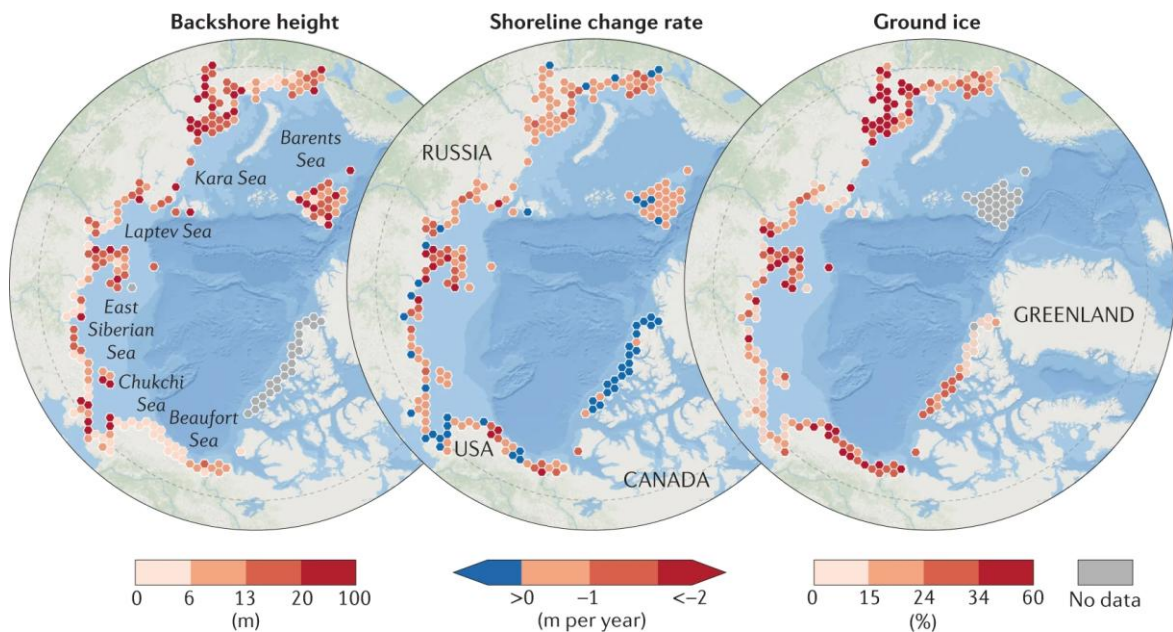 Backshore height
Shoreline change rate
Ground ice
Barents
Sea
Kara Sea
Laptev Sea
East
Siberian
Sea
Chukchi
Sea
Beaufort
Sea
RUSSIA
USA
CANADA
GREENLAND
0 6 13 20 100
(m)
>0 −1 <−2
(m per year)
0 15 24 34 60
(%)
No data